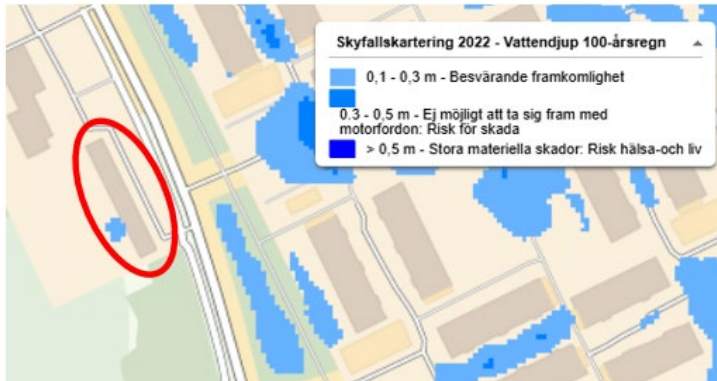 Skyfallskartering 2022 - Vattendjup 100-årsregn
0,1 - 0,3 m - Besvärande framkomlighet
0.3 - 0,5 m - Ej möjligt att ta sig fram med
motorfordon: Risk för skada
> 0,5 m - Stora materiella skador: Risk hälsa-och liv